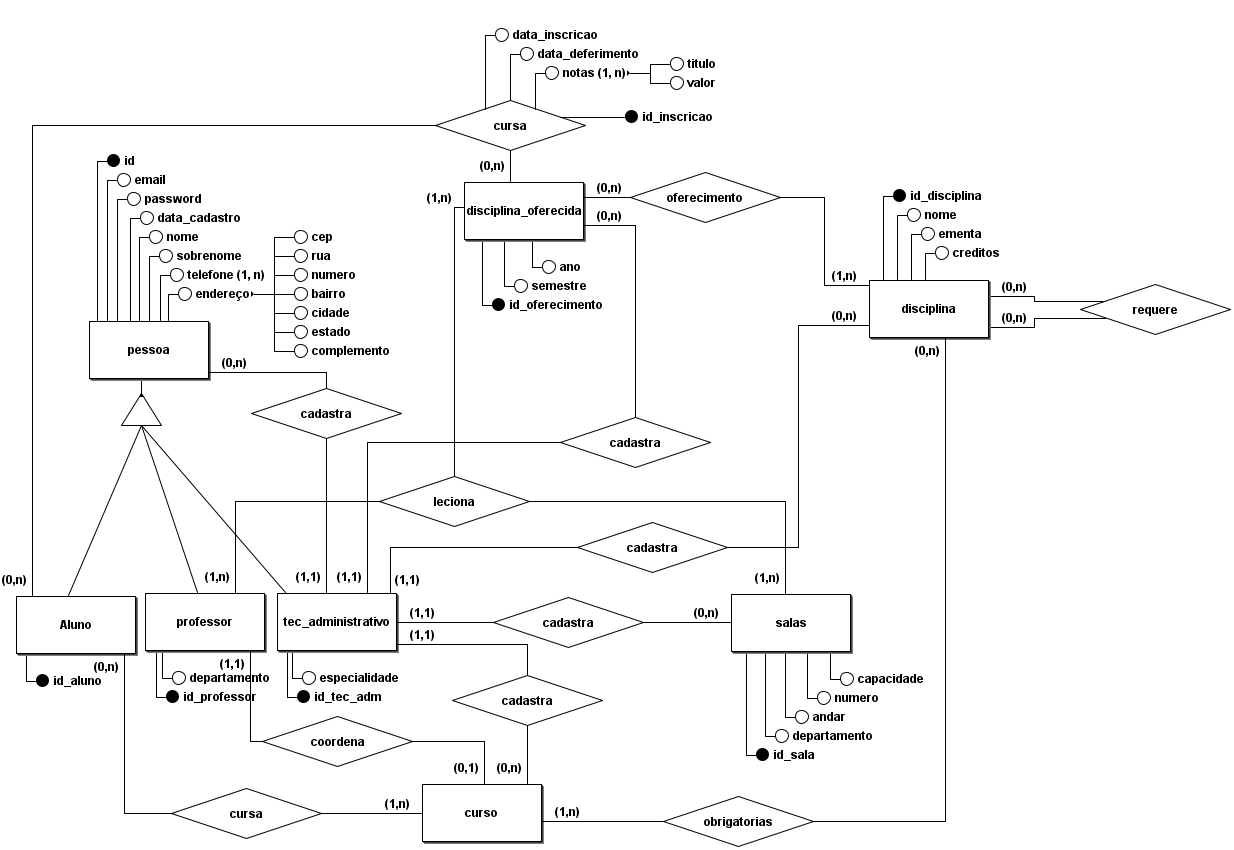 data_inscricao
data_deferimento
notas (1, n)
titulo
valor
id_inscricao
cursa
(0,n)
id
email
password
data_cadastro
nome
sobrenome
telefone (1, n)
endereço
cep
rua
numero
bairro
cidade
estado
complemento
pessoa
(0,n)
(1,n)
disciplina_oferecida
(0,n)
(0,n)
oferecimento
ano
semestre
id_oferecimento
id_disciplina
nome
ementa
creditos
(1,n)
(0,n)
disciplina
(0,n)
(0,n)
(0,n)
requere
cadastra
cadastra
leciona
cadastra
(0,n)
(1,n)
(1,1)
(1,1)
(1,1)
(1,n)
Aluno
professor
tec_administrativo
(1,1)
(1,1)
cadastra
(0,n)
salas
(0,n)
id_aluno
(1,1)
departamento
id_professor
especialidade
id_tec_adm
cadastra
capacidade
numero
andar
departamento
id_sala
coordena
(0,1)
(0,n)
cursa
(1,n)
curso
(1,n)
obrigatorias